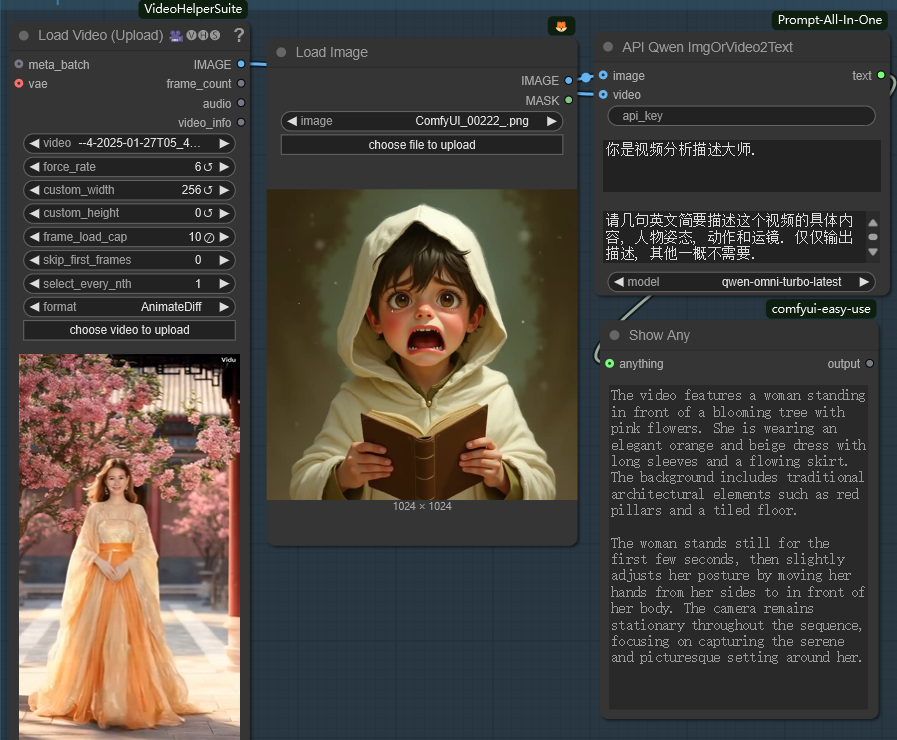 VideoHelperSuite
Load Video (Upload) VHS ?
meta_batch IMAGE
vae frame_count
audio
video_info
video --4-2025-01-27T05_4...
force_rate 6
custom_width 256
custom_height 0
frame_load_cap 10
skip_first_frames 0
select_every_nth 1
format AnimateDiff
choose video to upload
Vidu
Load Image
IMAGE
MASK
image ComfyUI_00222_.png
choose file to upload
1024 × 1024
Prompt-All-In-One
API Qwen ImgOrVideo2Text
image text
video
api_key
你是视频分析描述大师.
请几句英文简要描述这个视频的具体内
容, 人物姿态, 动作和运镜. 仅仅输出
描述, 其他一概不需要.
model qwen-omni-turbo-latest
comfyui-easy-use
Show Any
anything output
The video features a woman standing
in front of a blooming tree with
pink flowers. She is wearing an
elegant orange and beige dress with
long sleeves and a flowing skirt.
The background includes traditional
architectural elements such as red
pillars and a tiled floor.
The woman stands still for the
first few seconds, then slightly
adjusts her posture by moving her
hands from her sides to in front of
her body. The camera remains
stationary throughout the sequence,
focusing on capturing the serene
and picturesque setting around her.